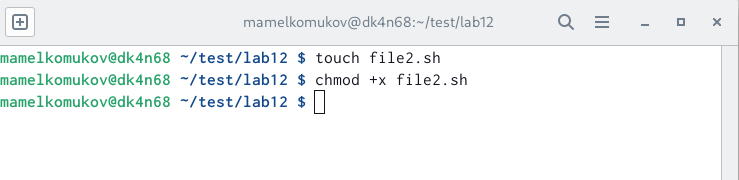 mamelkomukov@dk4n68:~/test/lab12
mamelkomukov@dk4n68 ~/test/lab12 $ touch file2.sh
mamelkomukov@dk4n68 ~/test/lab12 $ chmod +x file2.sh
mamelkomukov@dk4n68 ~/test/lab12 $